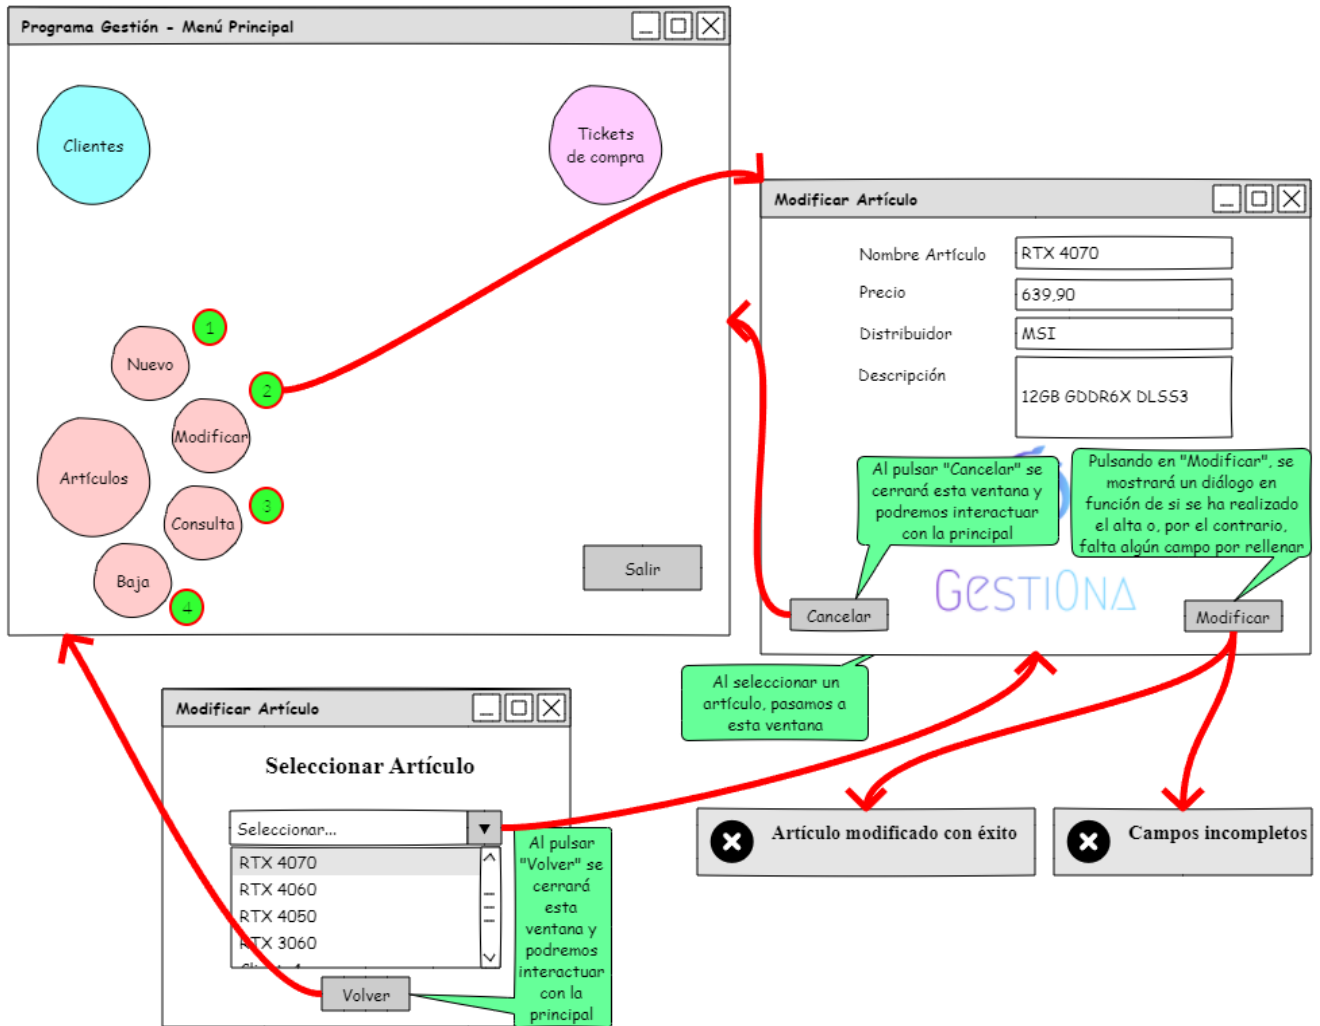 Programa Gestión - Menú Principal
Clientes
Tickets
de compra
1
Nuevo
2
Modificar
Artículos
3
Consulta
Baja
4
Salir
Modificar Artículo
Nombre Artículo
RTX 4070
Precio
639,90
Distribuidor
MSI
Descripción
12GB GDDR6X DLSS3
Al pulsar "Cancelar" se
cerrará esta ventana y
podremos interactuar
con la principal
Pulsando en "Modificar", se
mostrará un diálogo en
función de si se ha realizado
el alta o, por el contrario,
falta algún campo por rellenar
GestiOna
Cancelar
Modificar
Al seleccionar un
artículo, pasamos a
esta ventana
Modificar Artículo
Seleccionar Artículo
Seleccionar...
RTX 4070
RTX 4060
RTX 4050
RTX 3060
Volver
Al pulsar
"Volver" se
cerrará
esta
ventana y
podremos
interactuar
con la
principal
Artículo modificado con éxito
Campos incompletos